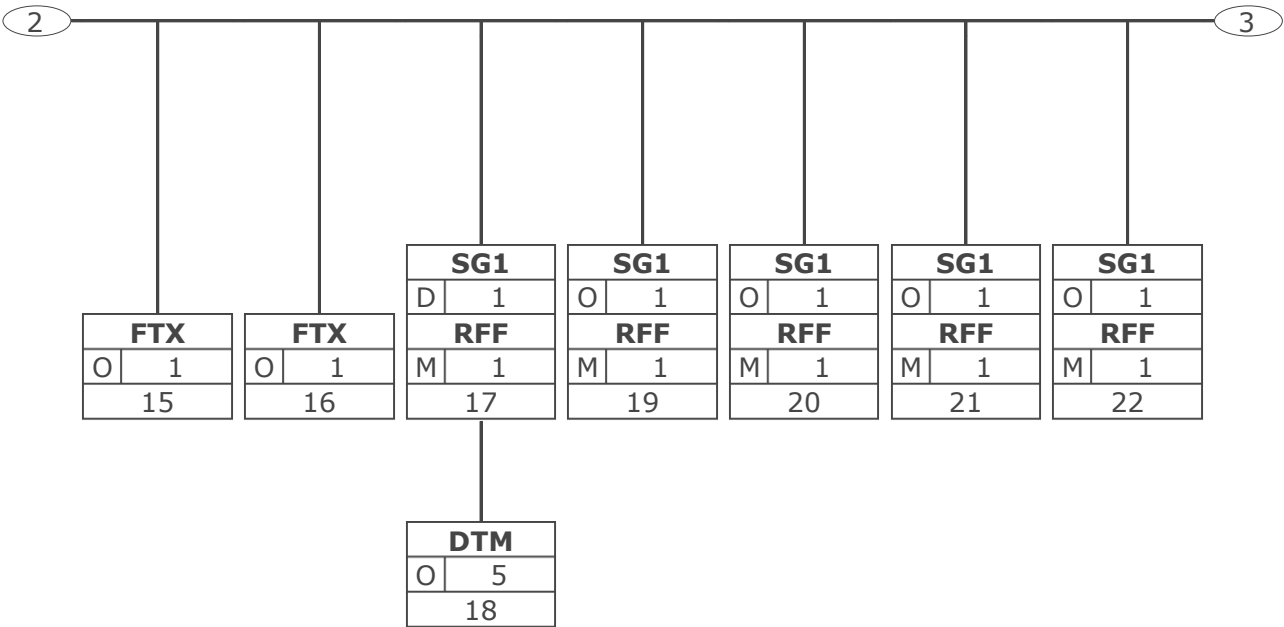 2
3
SG1 SG1 SG1 SG1 SG1
D 1 O 1 O 1 O 1 O 1
FTX FTX RFF RFF RFF RFF RFF
O 1 O 1 M 1 M 1 M 1 M 1 M 1
15 16 17 19 20 21 22
DTM
O 5
18